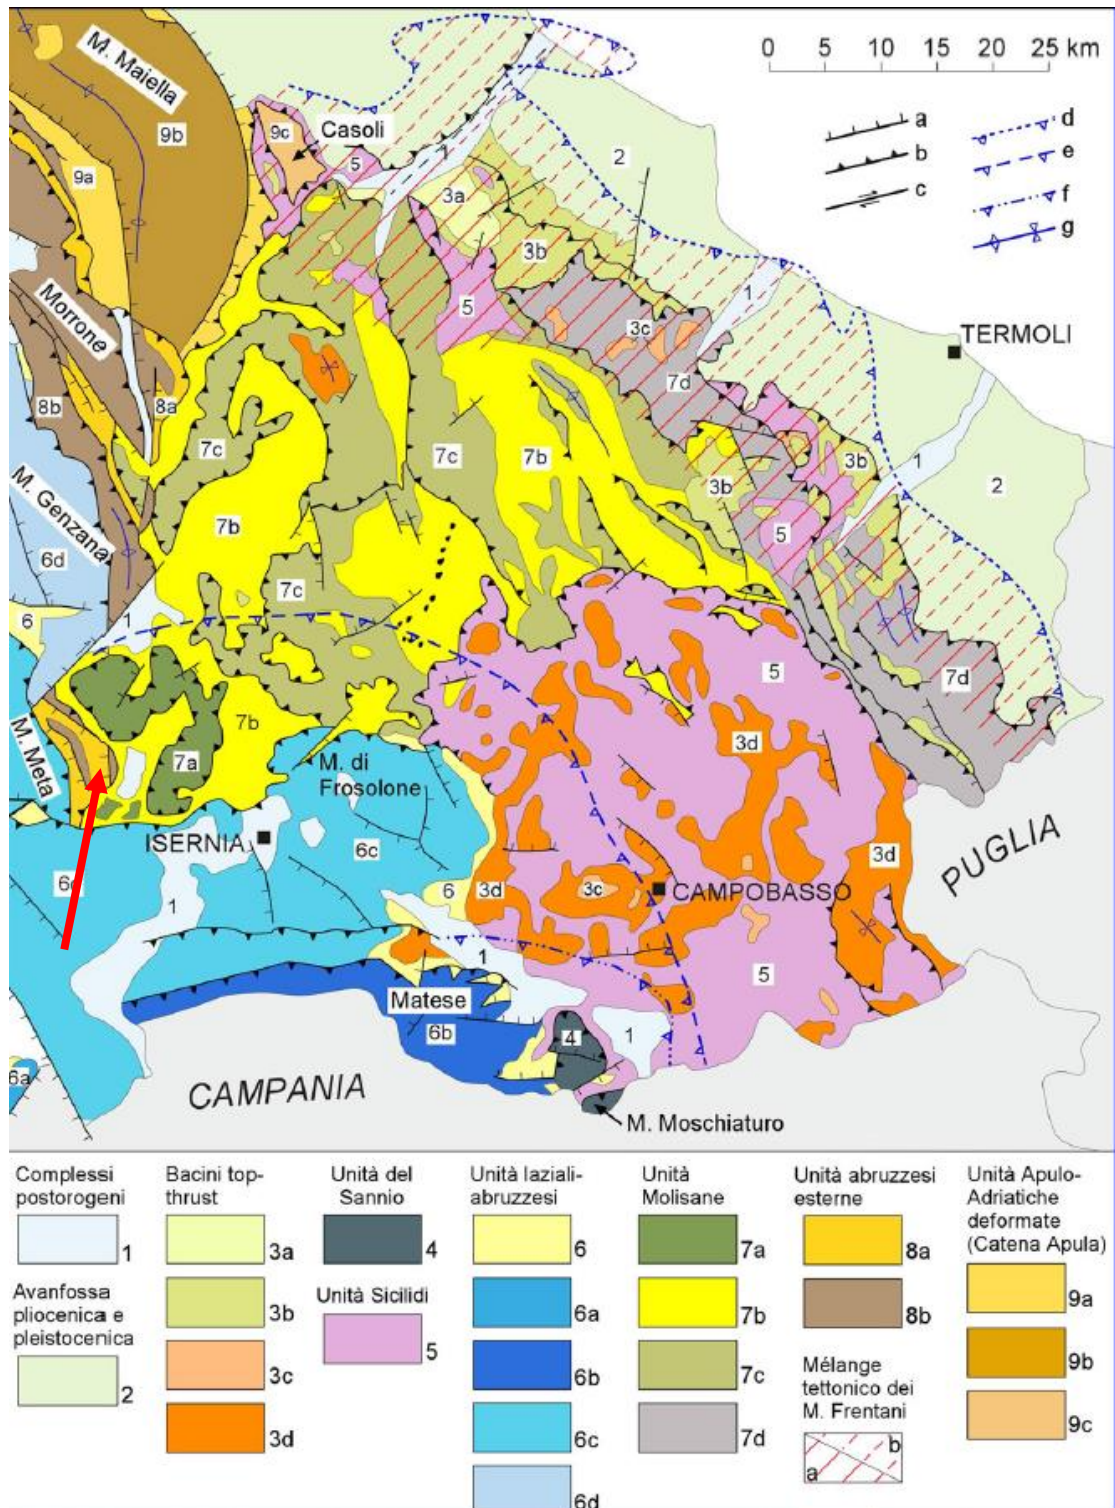 0 5 10 15 20 25 km
a
b
c
d
e
f
g
M. Maiella
9b
9c
Casoli
5
1
2
9a
3a
3b
5
1
TERMOLI
Morrone
3c
7d
8b
8a
7c
7c
7b
3b
3b
1
2
M. Genzana
7b
5
6d
7c
6
1
5
7d
M. Meta
7b
7a
M. di
Frosolone
3d
ISERNIA
6c
6c
3d
PUGLIA
1
6
3d
3c
CAMPOBASSO
1
5
Matese
6b
4
1
6a
CAMPANIA
M. Moschiaturo
Complessi
postorogeni
1
Avanfossa
pliocenica e
pleistocenica
2
Bacini top-
thrust
3a
3b
3c
3d
Unità del
Sannio
4
Unità Sicilidi
5
Unità laziali-
abruzzesi
6
6a
6b
6c
6d
Unità
Molisane
7a
7b
7c
7d
Unità abruzzesi
esterne
8a
8b
Mélange
tettonico dei
M. Frentani
a
b
Unità Apulo-
Adriatiche
deformate
(Catena Apula)
9a
9b
9c